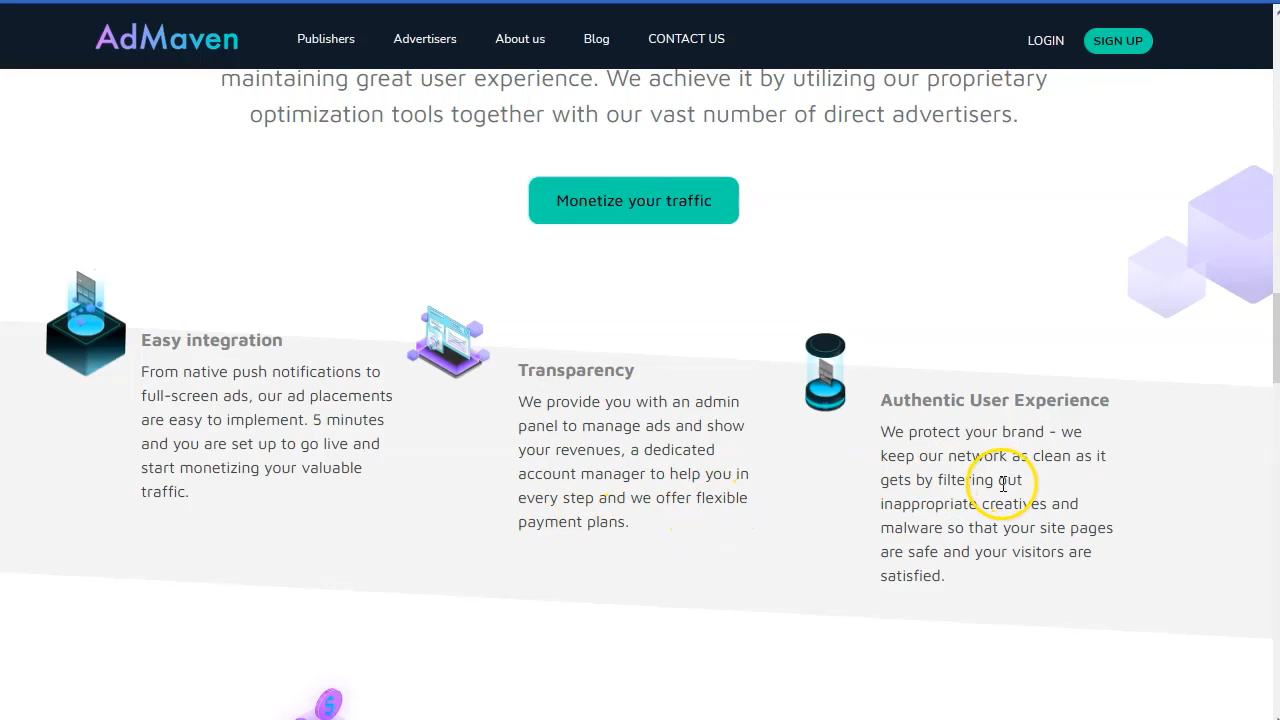 AdMaven
Publishers
Advertisers
About us
Blog
CONTACT US
LOGIN
SIGN UP
maintaining great user experience. We achieve it by utilizing our proprietary
optimization tools together with our vast number of direct advertisers.
Monetize your traffic
Easy integration
From native push notifications to
full-screen ads, our ad placements
are easy to implement. 5 minutes
and you are set up to go live and
start monetizing your valuable
traffic.
Transparency
We provide you with an admin
panel to manage ads and show
your revenues, a dedicated
account manager to help you in
every step and we offer flexible
payment plans.
Authentic User Experience
We protect your brand - we
keep our network as clean as it
gets by filtering out
inappropriate creatives and
malware so that your site pages
are safe and your visitors are
satisfied.
$